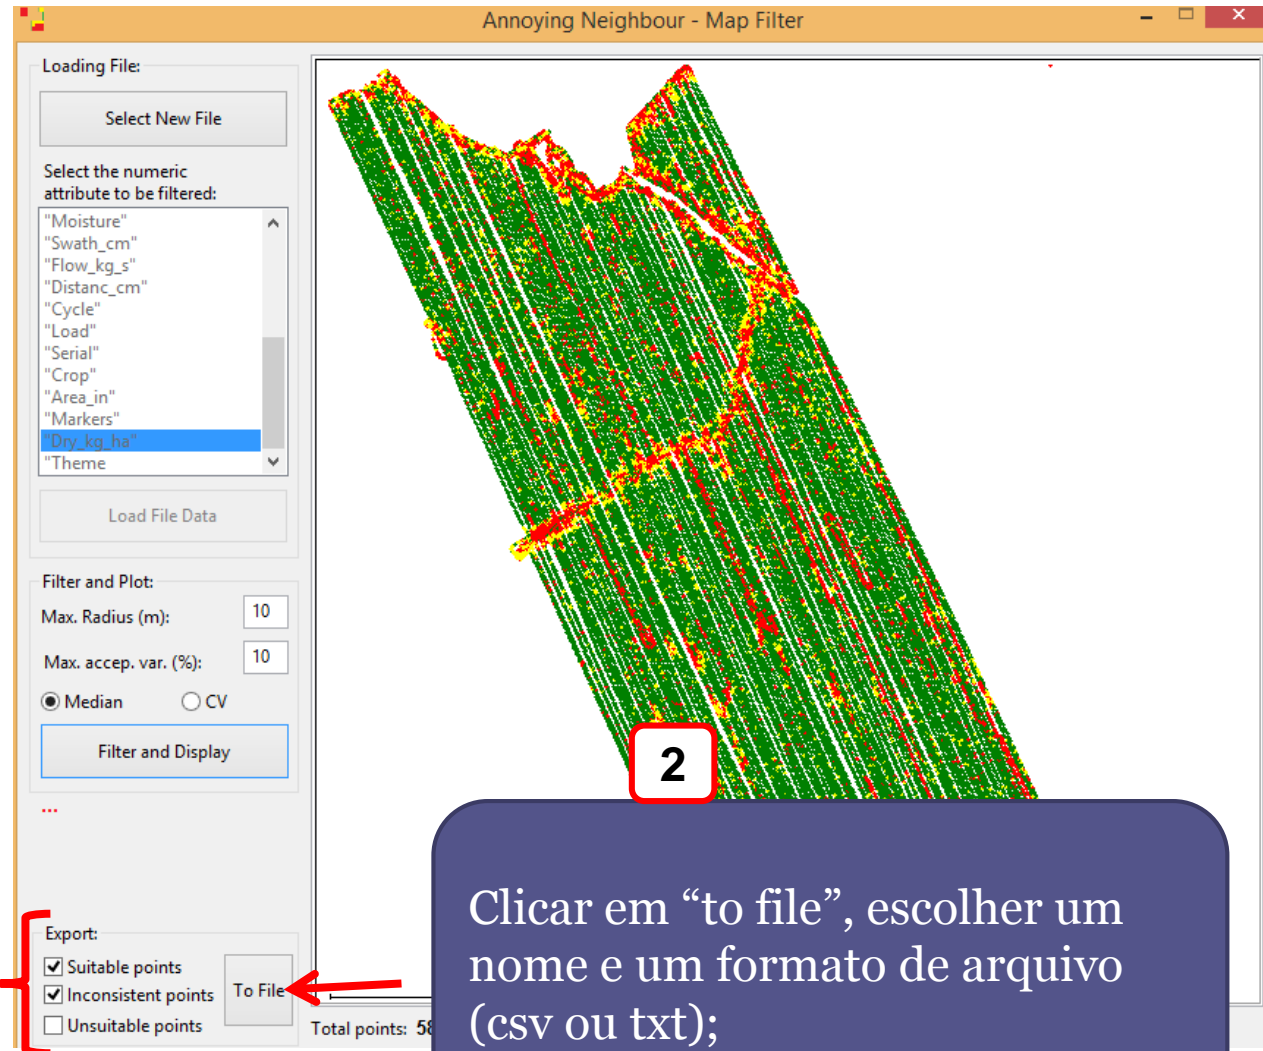 Annoying Neighbour - Map Filter
Loading File:
Select New File
Select the numeric
attribute to be filtered:
"Moisture"
"Swath_cm"
"Flow_kg_s"
"Distanc_cm"
"Cycle"
"Load"
"Serial"
"Crop"
"Area_in"
"Markers"
"Dry_kg_ha"
"Theme
Load File Data
Filter and Plot:
Max. Radius (m): 10
Max. accep. var. (%): 10
Median CV
Filter and Display
...
Export:
Suitable points
Inconsistent points
Unsuitable points
To File
2
Clicar em “to file”, escolher um
nome e um formato de arquivo
(csv ou txt);
Total points: